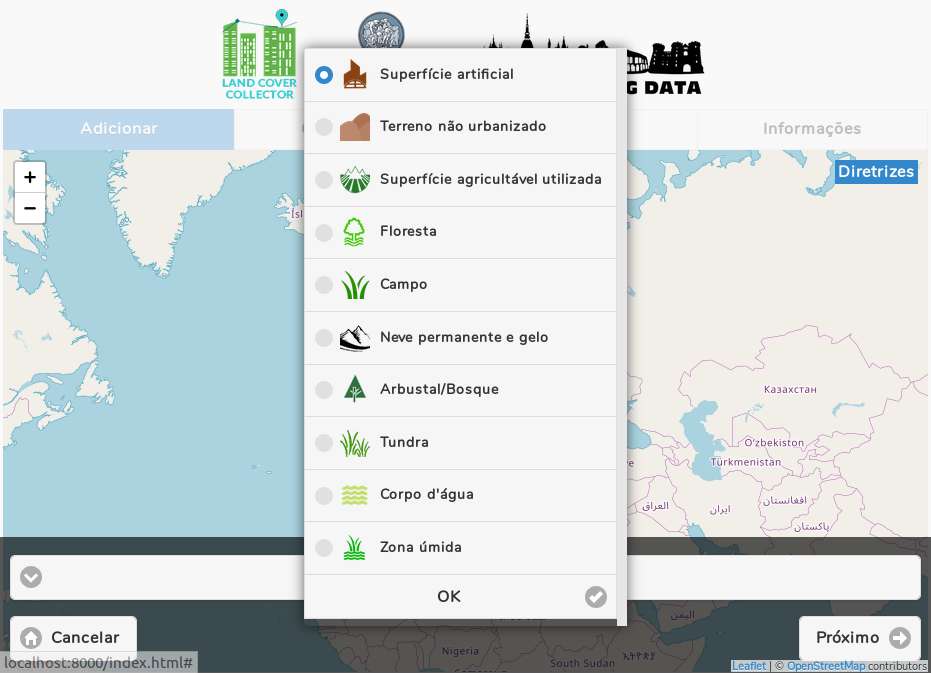 LAND COVER
COLLECTOR
G DATA
Adicionar
Informações
+
−
Diretrizes
Superfície artificial
Terreno não urbanizado
Superfície agricultável utilizada
Floresta
Campo
Neve permanente e gelo
Arbustal/Bosque
Tundra
Corpo d'água
Zona úmida
OK
Казахстан
Oʻzbekiston
Türkmenistan
افغانستان
ایران
العراق
پاکستان
اليمن
Nigeria
South Sudan
ኢትዮጵያ
Cancelar
Próximo
localhost:8000/index.html#
Leaflet | © OpenStreetMap contributors